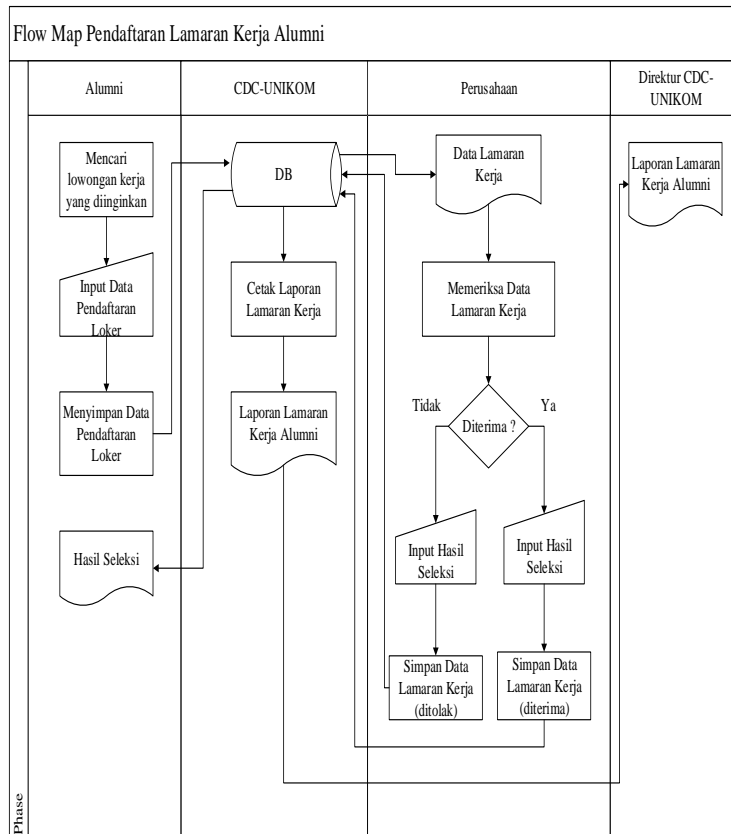 Flow Map Pendaftaran Lamaran Kerja Alumni
Alumni
CDC-UNIKOM
Perusahaan
Direktur CDC-
UNIKOM
Mencari
lowongan kerja
yang diinginkan
Input Data
Pendaftaran
Loker
Menyimpan Data
Pendaftaran
Loker
Hasil Seleksi
DB
Cetak Laporan
Lamaran Kerja
Laporan Lamaran
Kerja Alumni
Data Lamaran
Kerja
Memeriksa Data
Lamaran Kerja
Tidak
Diterima ?
Ya
Input Hasil
Seleksi
Input Hasil
Seleksi
Simpan Data
Lamaran Kerja
(ditolak)
Simpan Data
Lamaran Kerja
(diterima)
Laporan Lamaran
Kerja Alumni
Phase